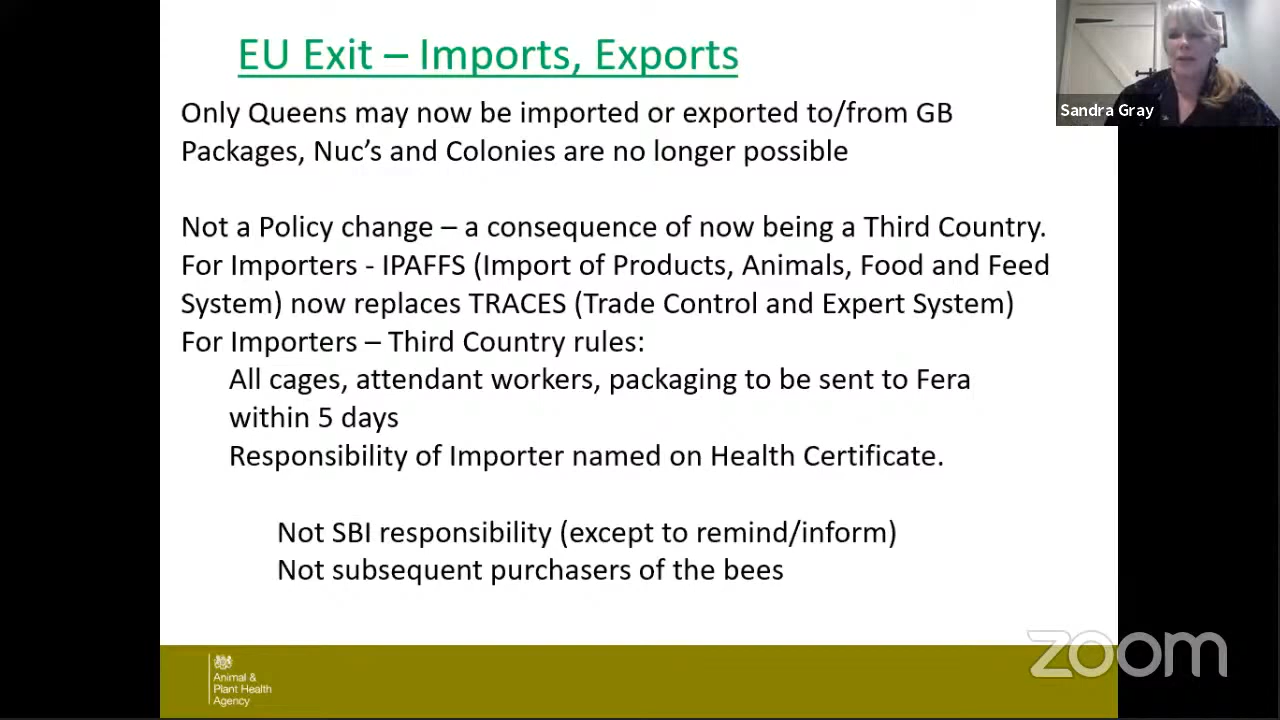 EU Exit – Imports, Exports
Only Queens may now be imported or exported to/from GB
Packages, Nuc's and Colonies are no longer possible
Not a Policy change – a consequence of now being a Third Country.
For Importers - IPAFFS (Import of Products, Animals, Food and Feed
System) now replaces TRACES (Trade Control and Expert System)
For Importers – Third Country rules:
All cages, attendant workers, packaging to be sent to Fera
within 5 days
Responsibility of Importer named on Health Certificate.
Not SBI responsibility (except to remind/inform)
Not subsequent purchasers of the bees
Animal &
Plant Health
Agency
Sandra Gray
zoom